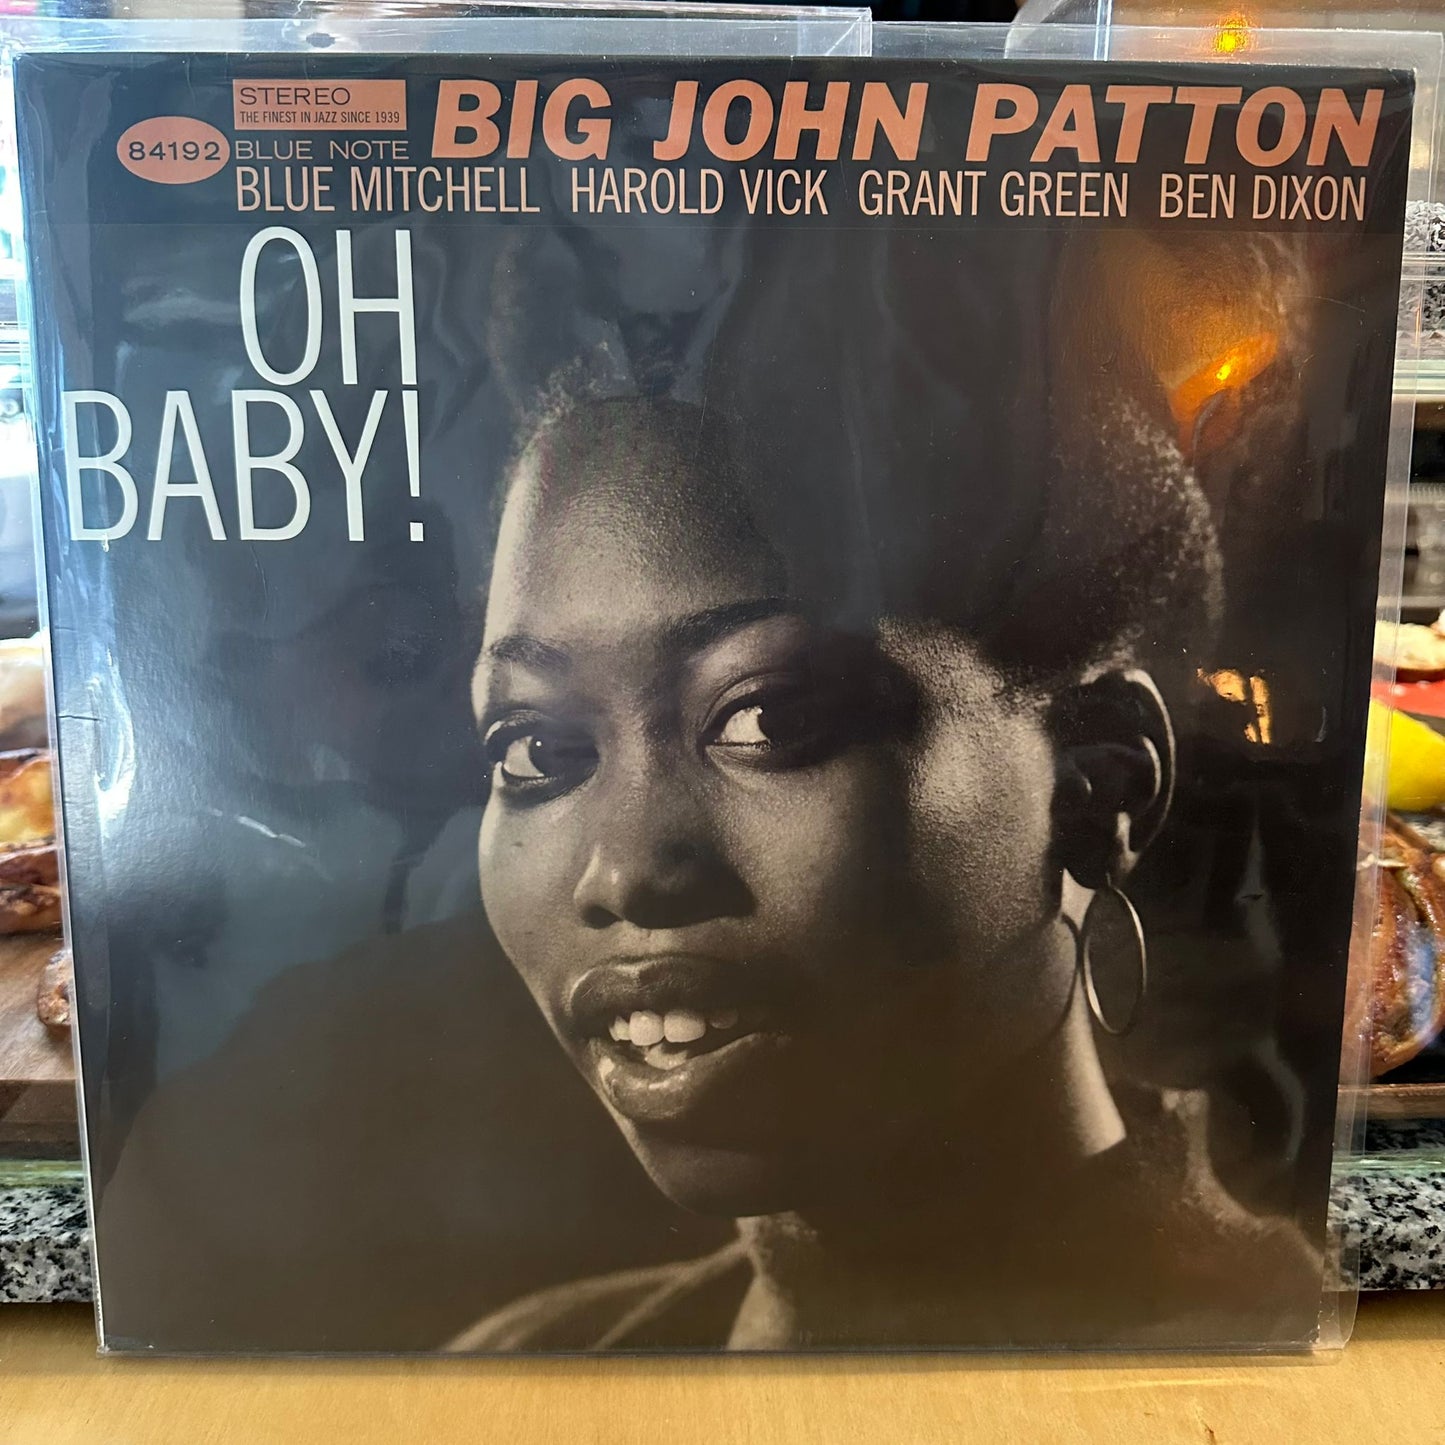 STEREO
THE FINEST IN JAZZ SINCE 1939
84192 BLUE NOTE
BIG JOHN PATTON
BLUE MITCHELL HAROLD VICK GRANT GREEN BEN DIXON
OH
BABY!